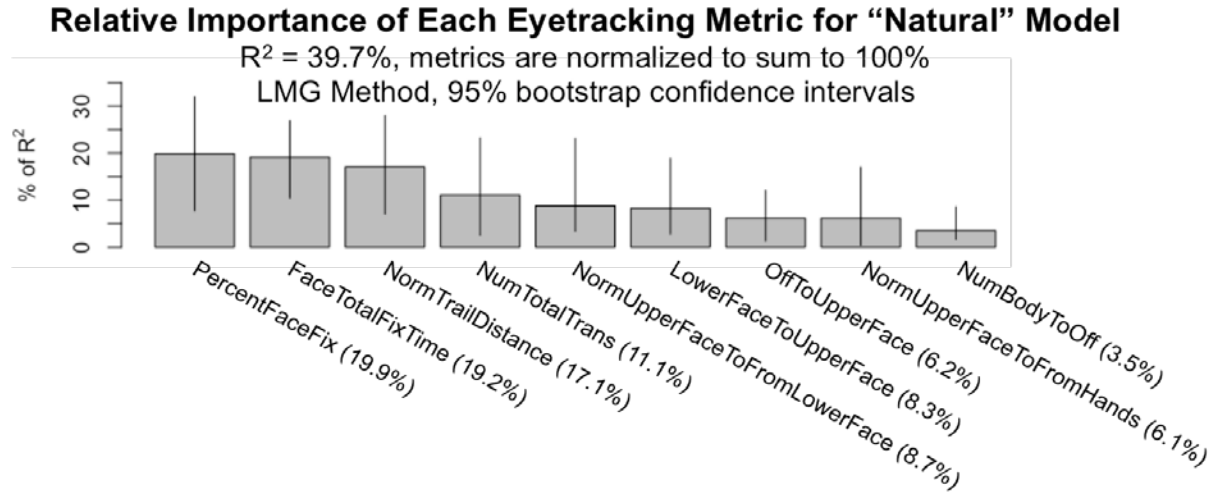 Relative Importance of Each Eyetracking Metric for “Natural” Model
R² = 39.7%, metrics are normalized to sum to 100%
LMG Method, 95% bootstrap confidence intervals
% of R²
30
20
10
0
PercentFaceFix (19.9%)
FaceTotalFixTime (19.2%)
NormTrailDistance (17.1%)
NumTotalTrans (11.1%)
NormUpperFaceToFromLowerFace (8.7%)
LowerFaceToUpperFace (8.3%)
OffToUpperFace (6.2%)
NormUpperFaceToFromHands (6.1%)
NumBodyToOff (3.5%)